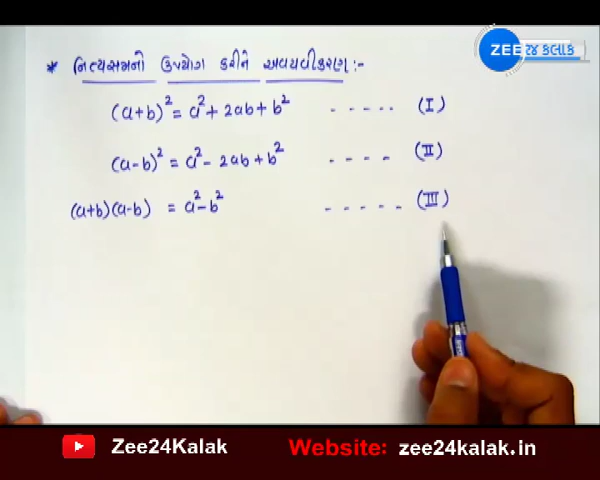 ZEE ૨૪ કલાક
* નિત્યસમનો ઉપયોગ કરીને અવયવીકરણ:-
(a+b)² = a² + 2ab + b² ..... (I)
(a-b)² = a² - 2ab + b² .... (II)
(a+b)(a-b) = a² - b² ..... (III)
Zee24Kalak Website: zee24kalak.in